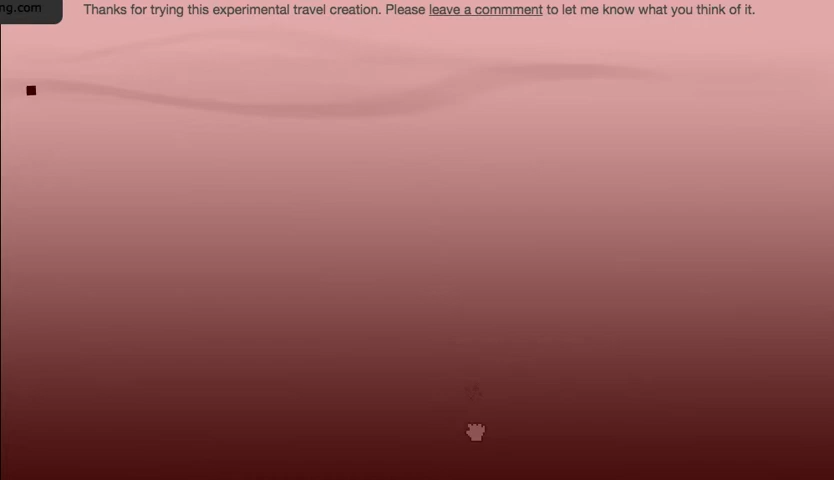 ng.com
Thanks for trying this experimental travel creation. Please leave a commment to let me know what you think of it.